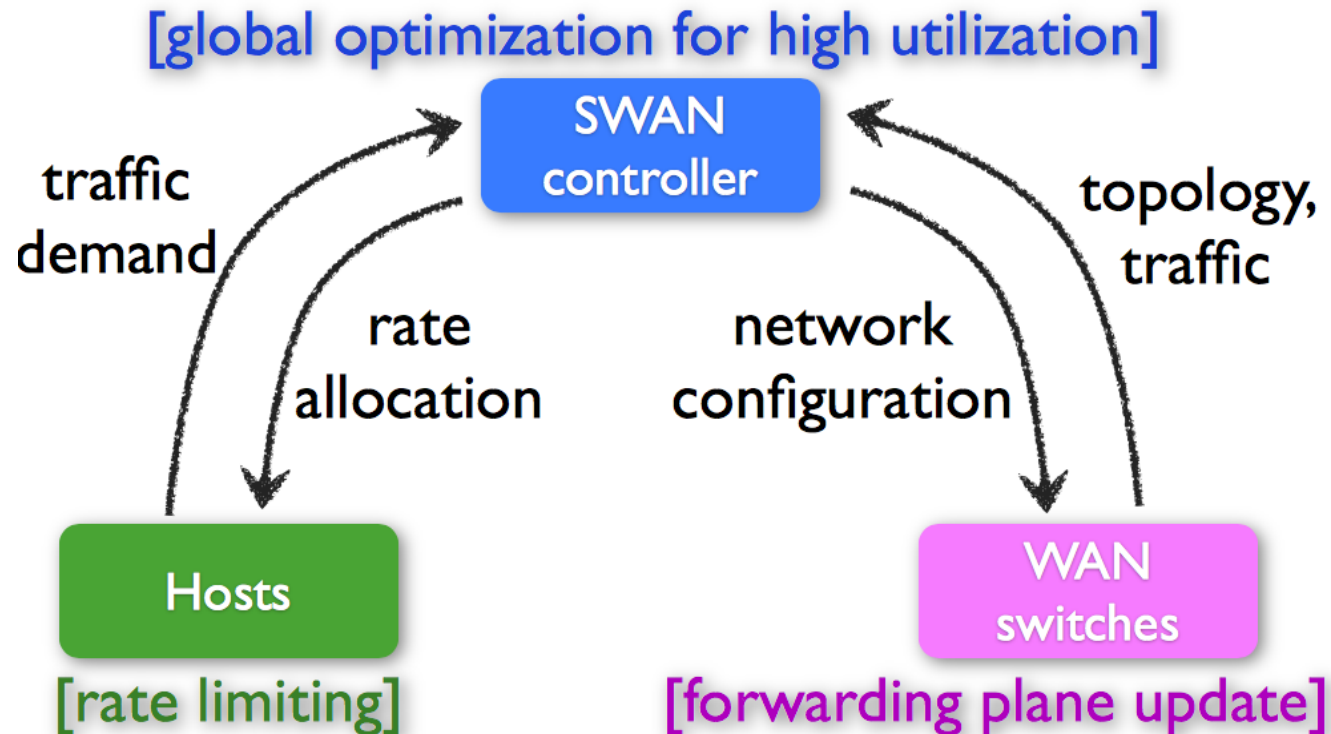 [global optimization for high utilization]
SWAN
controller
traffic
demand
rate
allocation
network
configuration
topology,
traffic
Hosts
[rate limiting]
WAN
switches
[forwarding plane update]